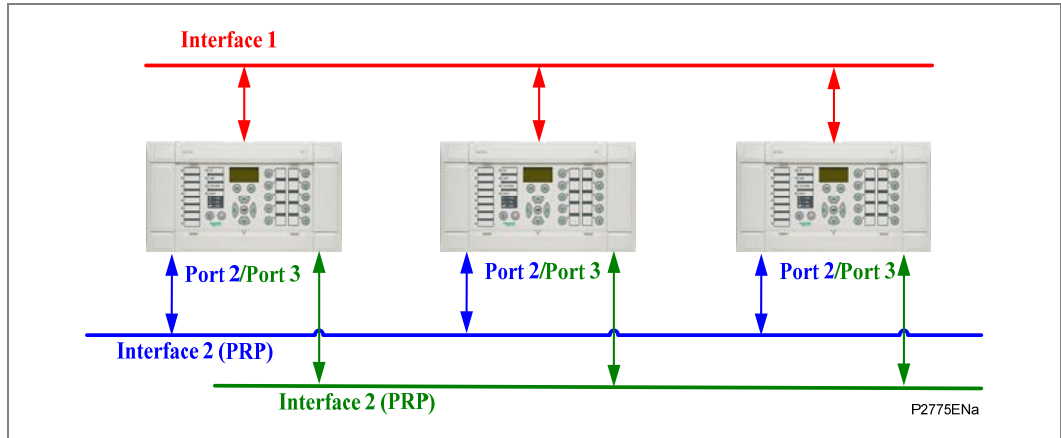 Interface 1
Port 2/Port 3
Port 2/Port 3
Port 2/Port 3
Interface 2 (PRP)
Interface 2 (PRP)
P2775ENa